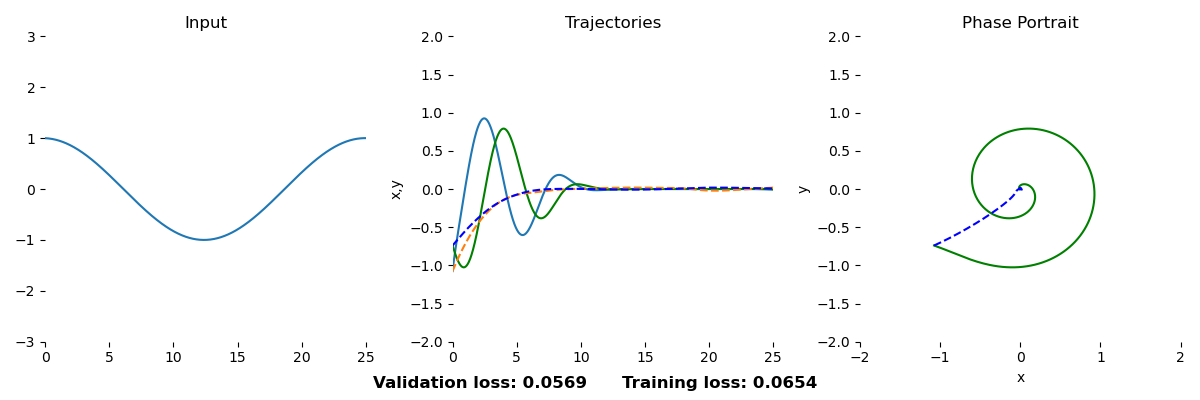 Input
3
2
1
0
−1
−2
−3
0 5 10 15 20 25
Trajectories
x,y
2.0
1.5
1.0
0.5
0.0
−0.5
−1.0
−1.5
−2.0
0 5 10 15 20 25
Phase Portrait
y
2.0
1.5
1.0
0.5
0.0
−0.5
−1.0
−1.5
−2.0
−2 −1 0 1 2
x
Validation loss: 0.0569 Training loss: 0.0654